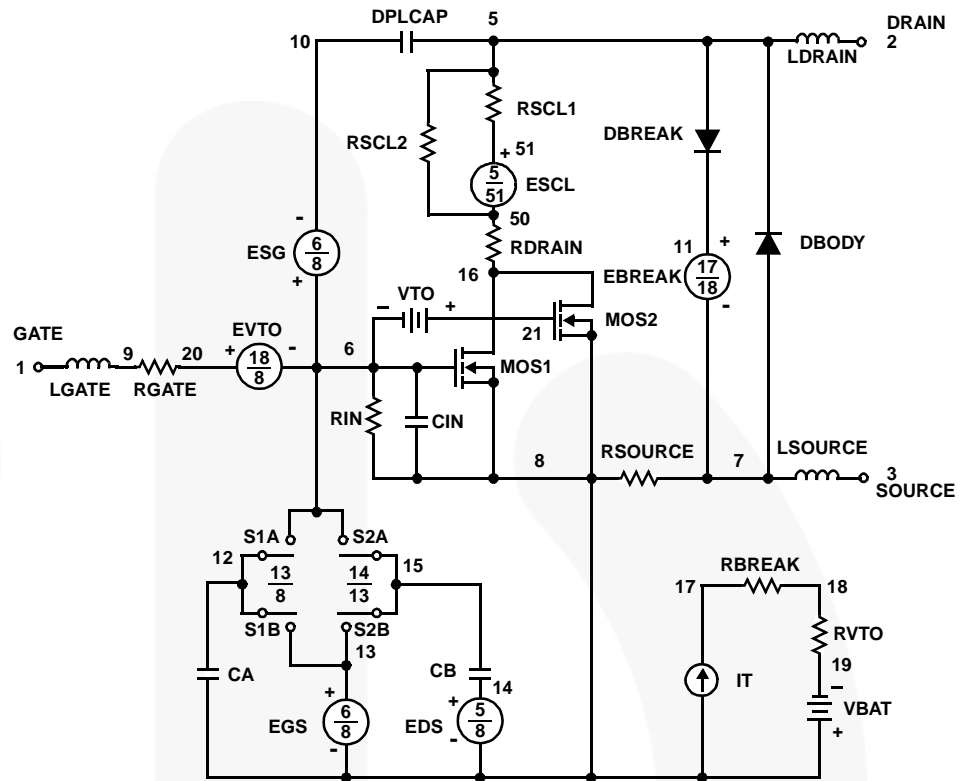 DPLCAP 5 DRAIN
10 2
LDRAIN
RSCL1
RSCL2 DBREAK
+ 51
5
51
ESCL
-
50
ESG 6
8
RDRAIN 11 + DBODY
+ 16
EBREAK 17
18
VTO
- + -
MOS2
GATE EVTO 21
1 9 20 + 18
8
- 6
MOS1
LGATE RGATE
RIN CIN
LSOURCE
RSOURCE
8 7 3
SOURCE
S1A S2A
12 13
8
14
13
15
RBREAK
17 18
S1B S2B
13
RVTO
CA CB 19
14 IT -
+ + VBAT
EGS 6
8
EDS 5
8
+
- -